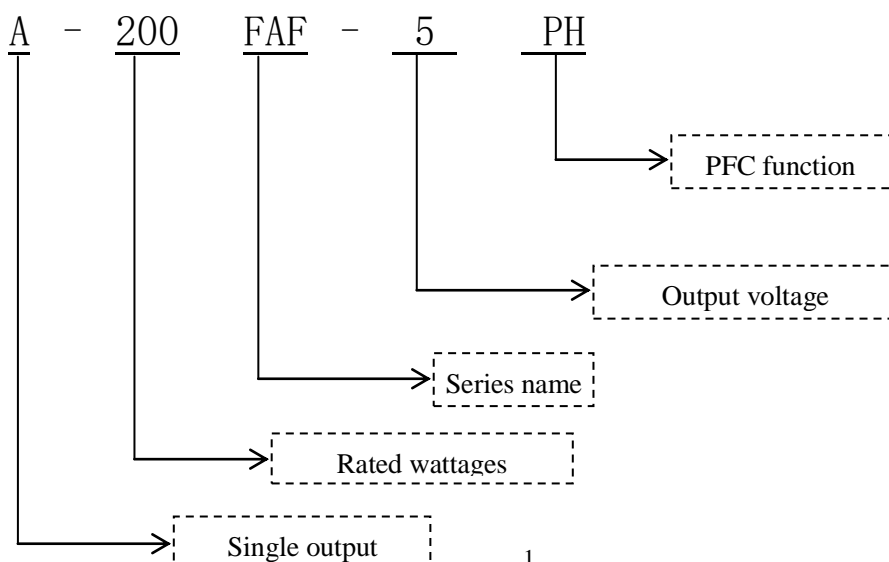 A - 200 FAF - 5 PH
PFC function
Output voltage
Series name
Rated wattages
Single output
1